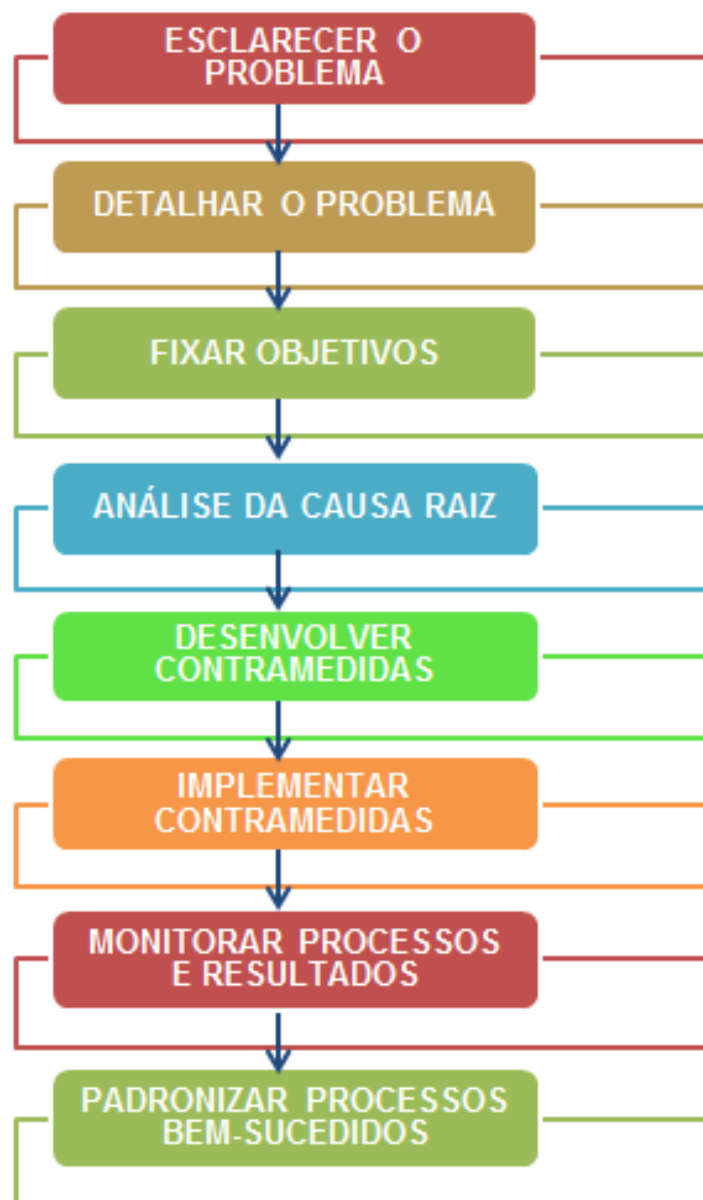 ESCLARECER O
PROBLEMA
DETALHAR O PROBLEMA
FIXAR OBJETIVOS
ANÁLISE DA CAUSA RAIZ
DESENVOLVER
CONTRAMEDIDAS
IMPLEMENTAR
CONTRAMEDIDAS
MONITORAR PROCESSOS
E RESULTADOS
PADRONIZAR PROCESSOS
BEM-SUCEDIDOS